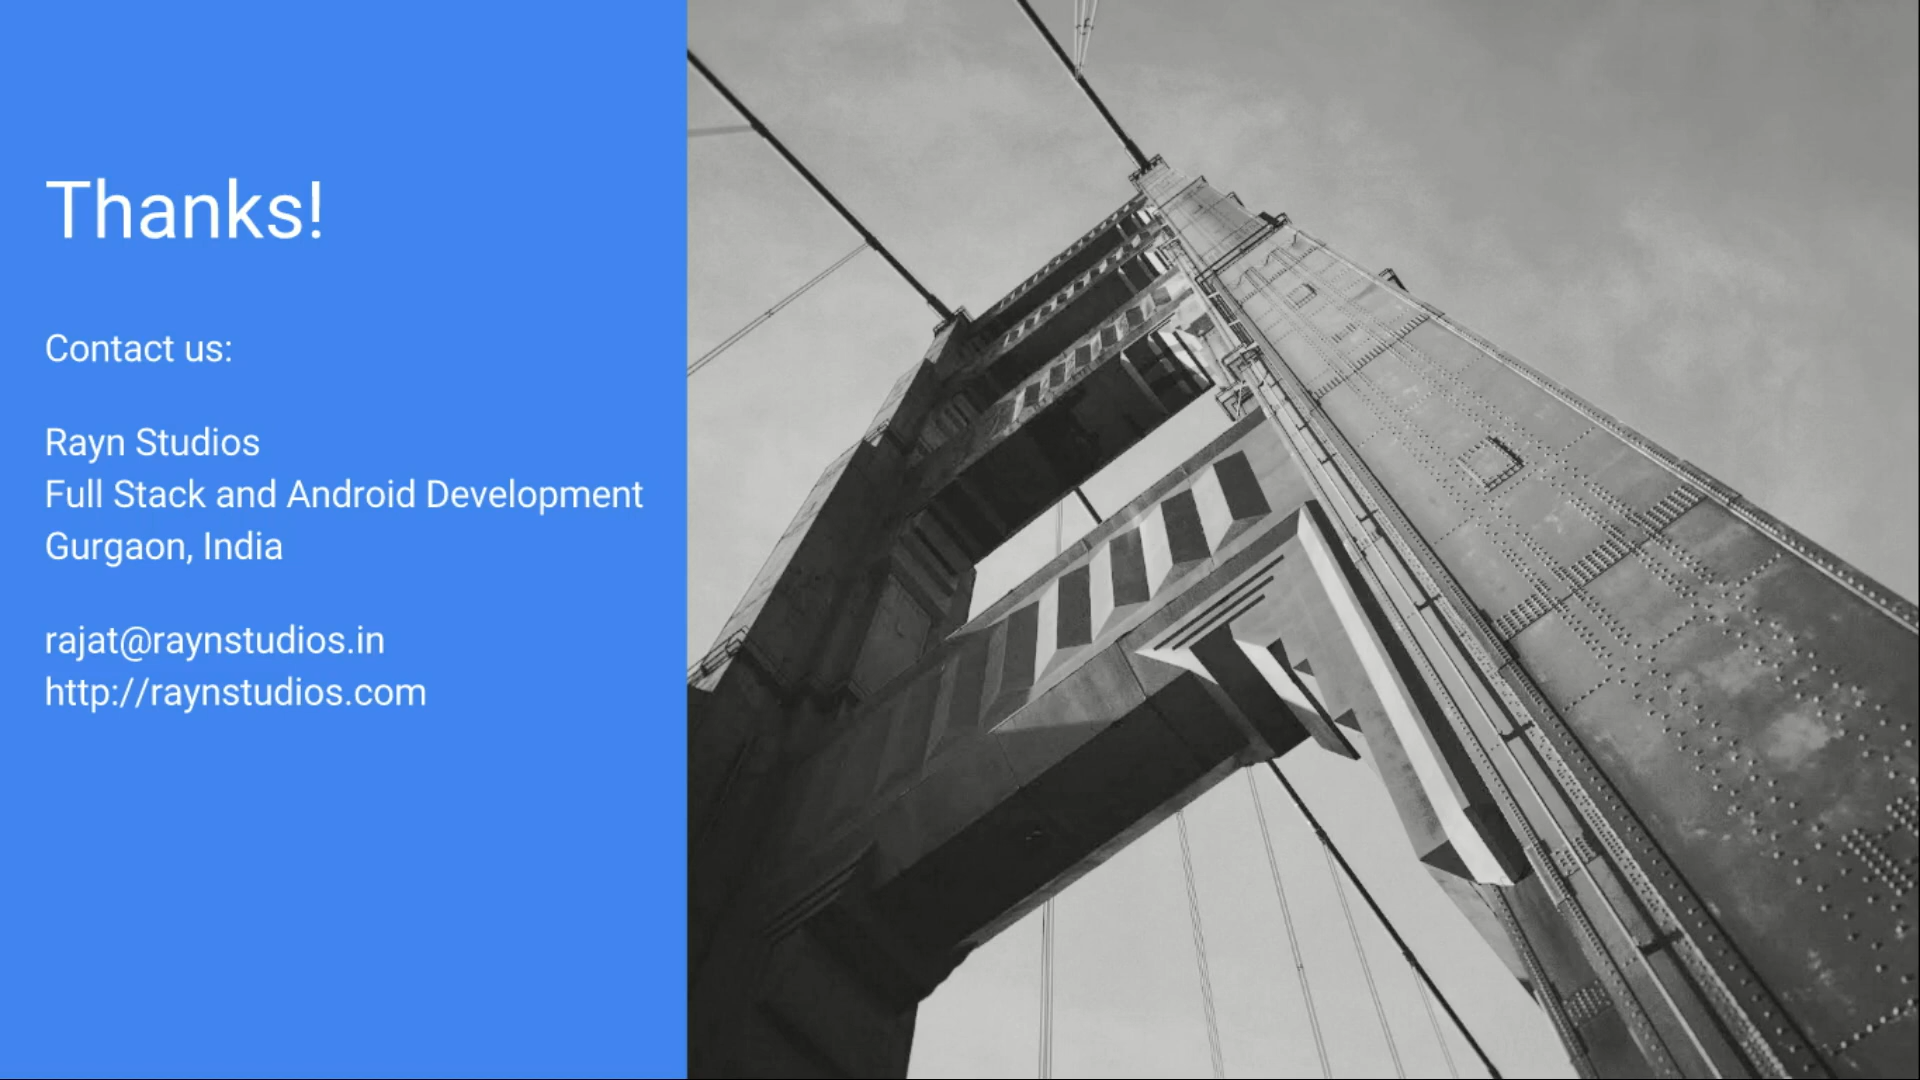 Thanks!
Contact us:
Rayn Studios
Full Stack and Android Development
Gurgaon, India
rajat@raynstudios.in
http://raynstudios.com